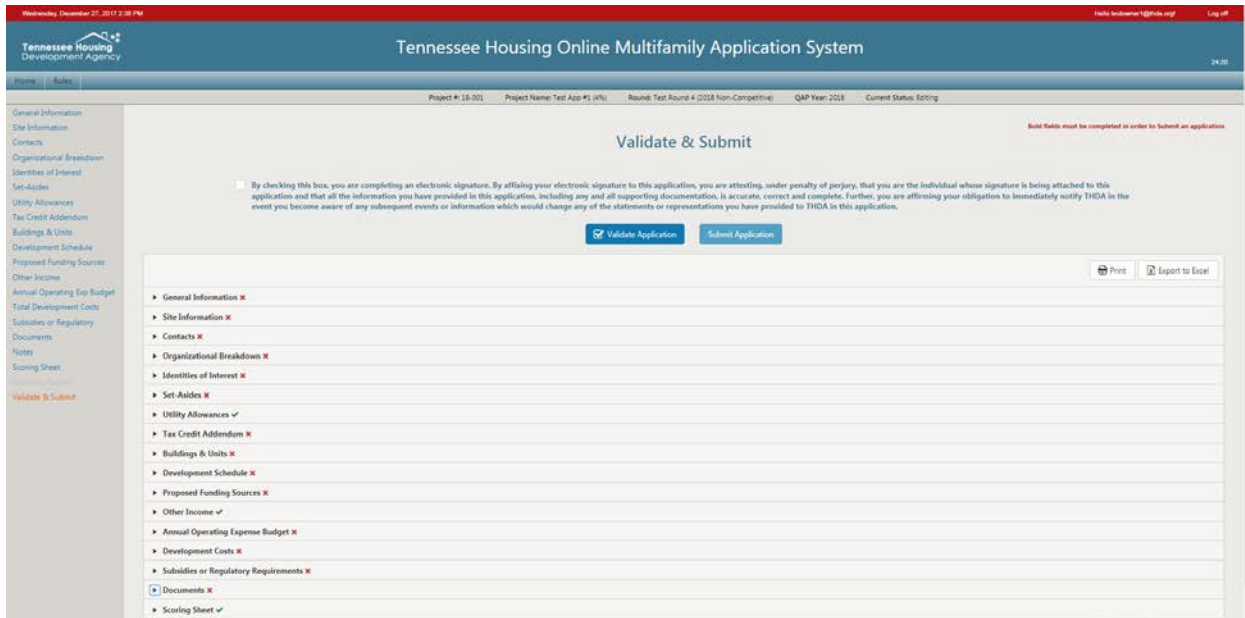 Wednesday, December 27, 2017 2:38 PM
Hello testowner1@thda.org!
Log off
Tennessee Housing
Development Agency
Tennessee Housing Online Multifamily Application System
24:20
Home
Rules
Project #: 18-001
Project Name: Test App #1 (4%)
Round: Test Round 4 (2018 Non-Competitive)
QAP Year: 2018
Current Status: Editing
General Information
Site Information
Contacts
Organizational Breakdown
Identities of Interest
Set-Asides
Utility Allowances
Tax Credit Addendum
Buildings & Units
Development Schedule
Proposed Funding Sources
Other Income
Annual Operating Exp Budget
Total Development Costs
Subsidies or Regulatory
Documents
Notes
Scoring Sheet
Validate & Submit
Bold fields must be completed in order to Submit an application
Validate & Submit
By checking this box, you are completing an electronic signature. By affixing your electronic signature to this application, you are attesting, under penalty of perjury, that you are the individual whose signature is being attached to this
application and that all the information you have provided in this application, including any and all supporting documentation, is accurate, correct and complete. Further, you are affirming your obligation to immediately notify THDA in the
event you become aware of any subsequent events or information which would change any of the statements or representations you have provided to THDA in this application.
Validate Application
Submit Application
Print
Export to Excel
General Information
Site Information
Contacts
Organizational Breakdown
Identities of Interest
Set-Asides
Utility Allowances
Tax Credit Addendum
Buildings & Units
Development Schedule
Proposed Funding Sources
Other Income
Annual Operating Expense Budget
Development Costs
Subsidies or Regulatory Requirements
Documents
Scoring Sheet